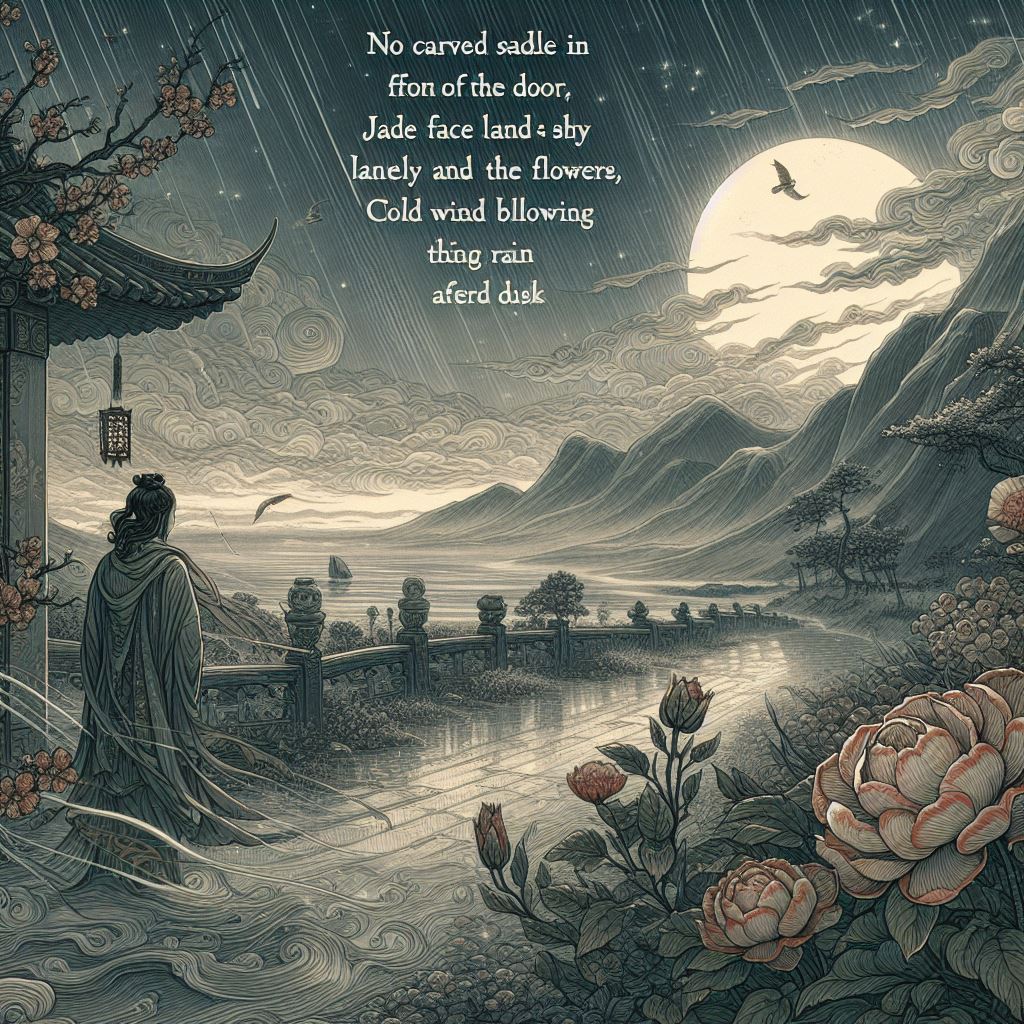 No carved sadle in
ffon of the door,
Jade face land a shy
lanely and the flowers,
Cold wind bllowing
thing rain
aferd dusk